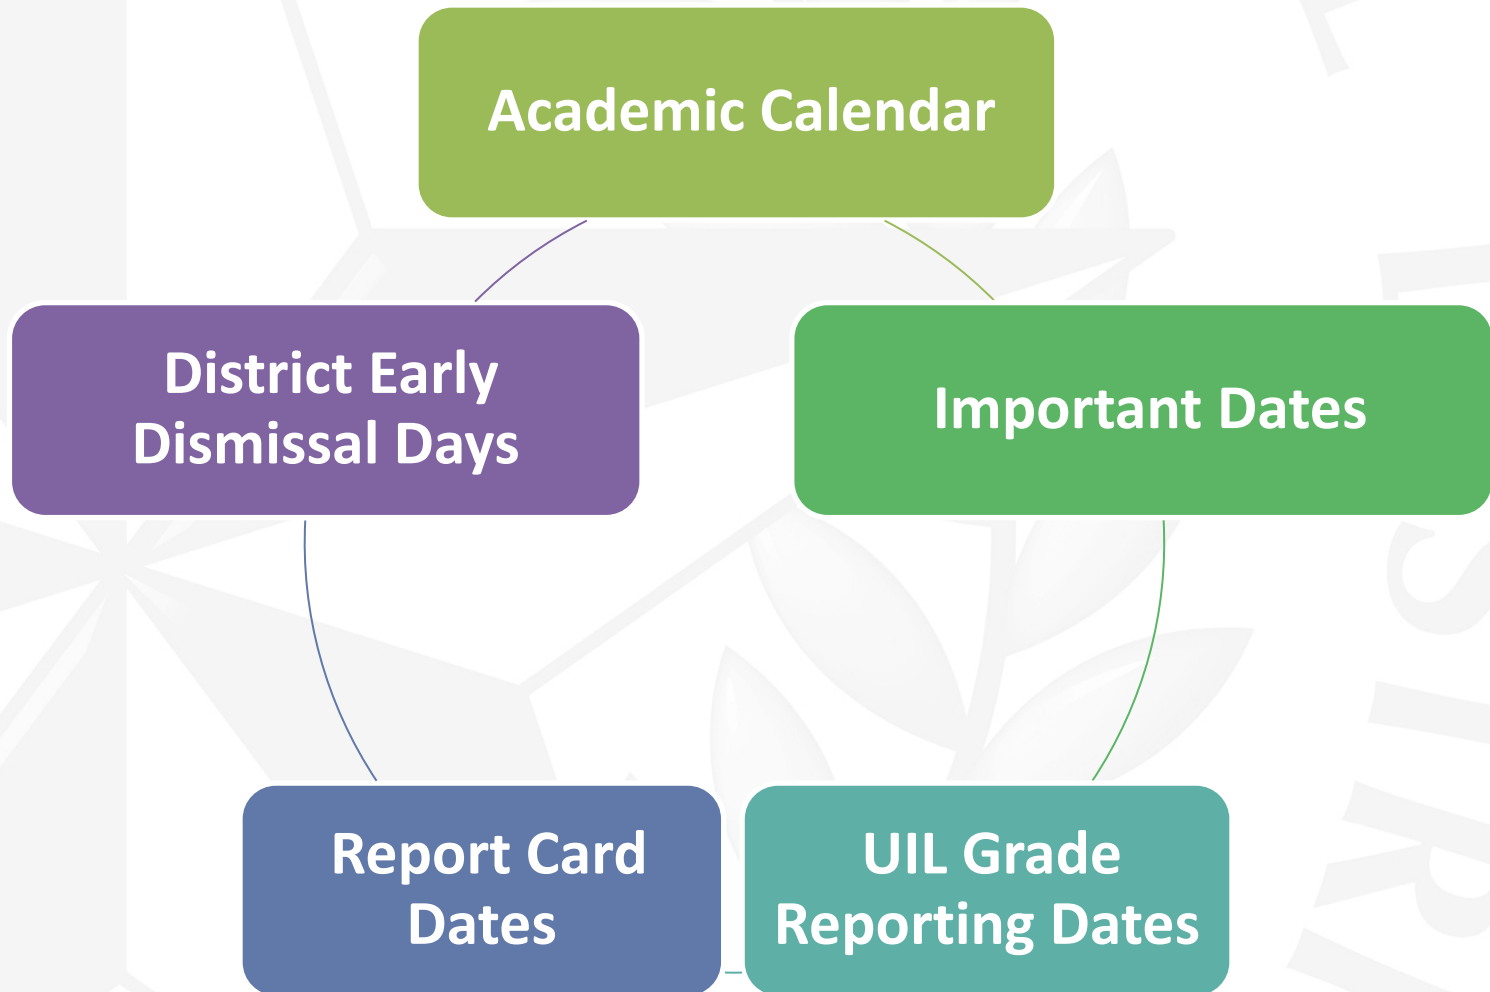 Academic Calendar
District Early
Dismissal Days
Important Dates
Report Card
Dates
UIL Grade
Reporting Dates